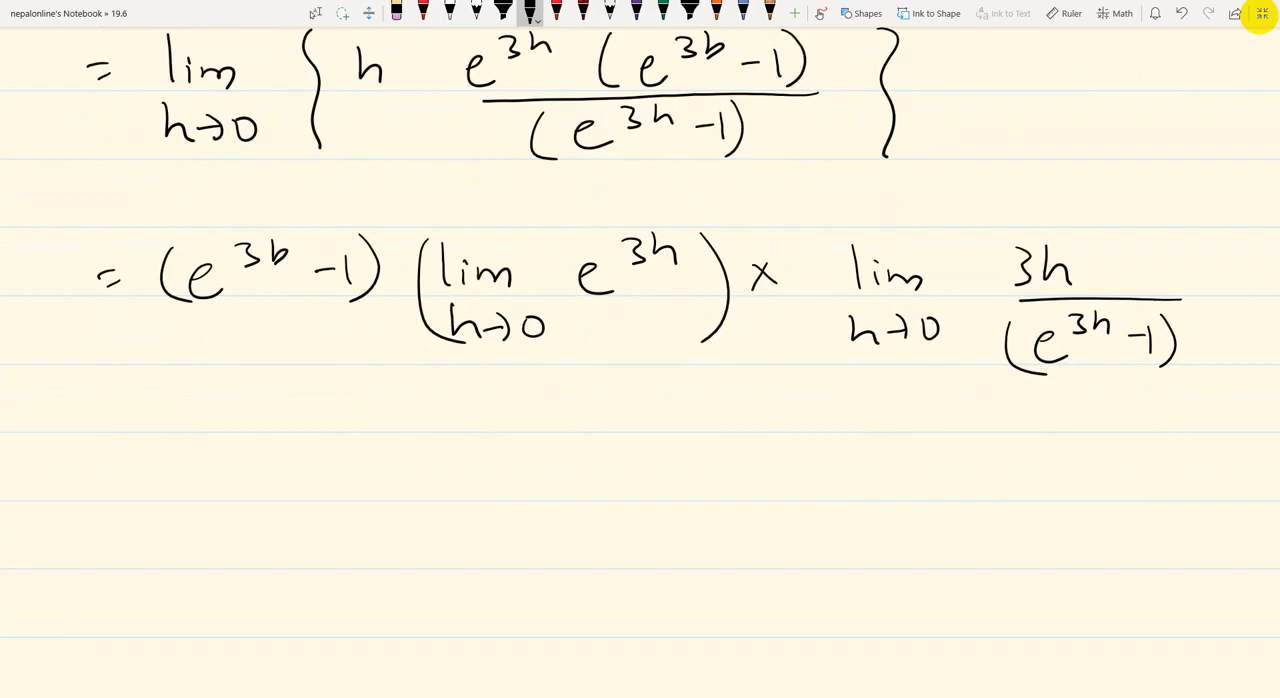 nepalonline's Notebook » 19.6 Shapes Ink to Shape Ink to Text Ruler Math
= lim h→0 { h e^{3h} (e^{3b} -1) / (e^{3h} -1) }
= (e^{3b} -1) (lim h→0 e^{3h}) × lim h→0 3h / (e^{3h} -1)